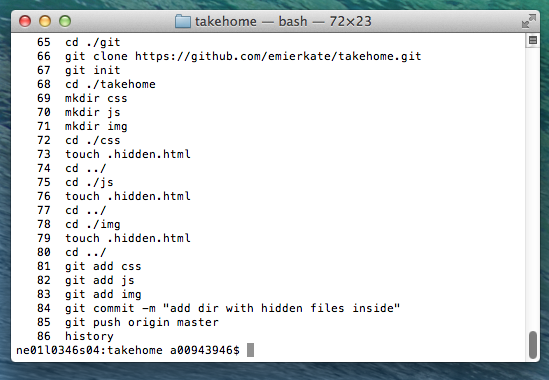 takehome — bash — 72×23
65 cd ./git
66 git clone https://github.com/emierkate/takehome.git
67 git init
68 cd ./takehome
69 mkdir css
70 mkdir js
71 mkdir img
72 cd ./css
73 touch .hidden.html
74 cd ../
75 cd ./js
76 touch .hidden.html
77 cd ../
78 cd ./img
79 touch .hidden.html
80 cd ../
81 git add css
82 git add js
83 git add img
84 git commit -m "add dir with hidden files inside"
85 git push origin master
86 history
ne01l0346s04:takehome a00943946$